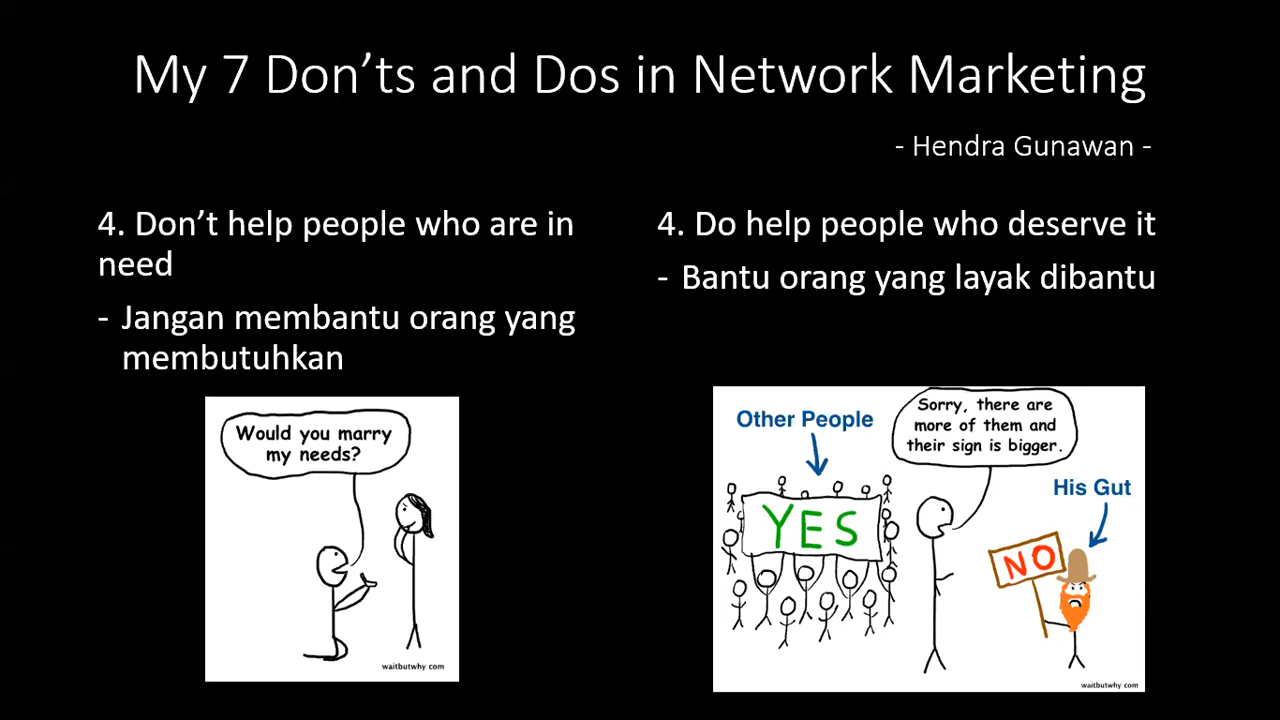 My 7 Don’ts and Dos in Network Marketing
- Hendra Gunawan -
4. Don’t help people who are in
need
- Jangan membantu orang yang
membutuhkan
4. Do help people who deserve it
- Bantu orang yang layak dibantu
Would you marry
my needs?
waitbutwhy.com
Other People
Sorry, there are
more of them and
their sign is bigger.
His Gut
YES
NO
waitbutwhy.com